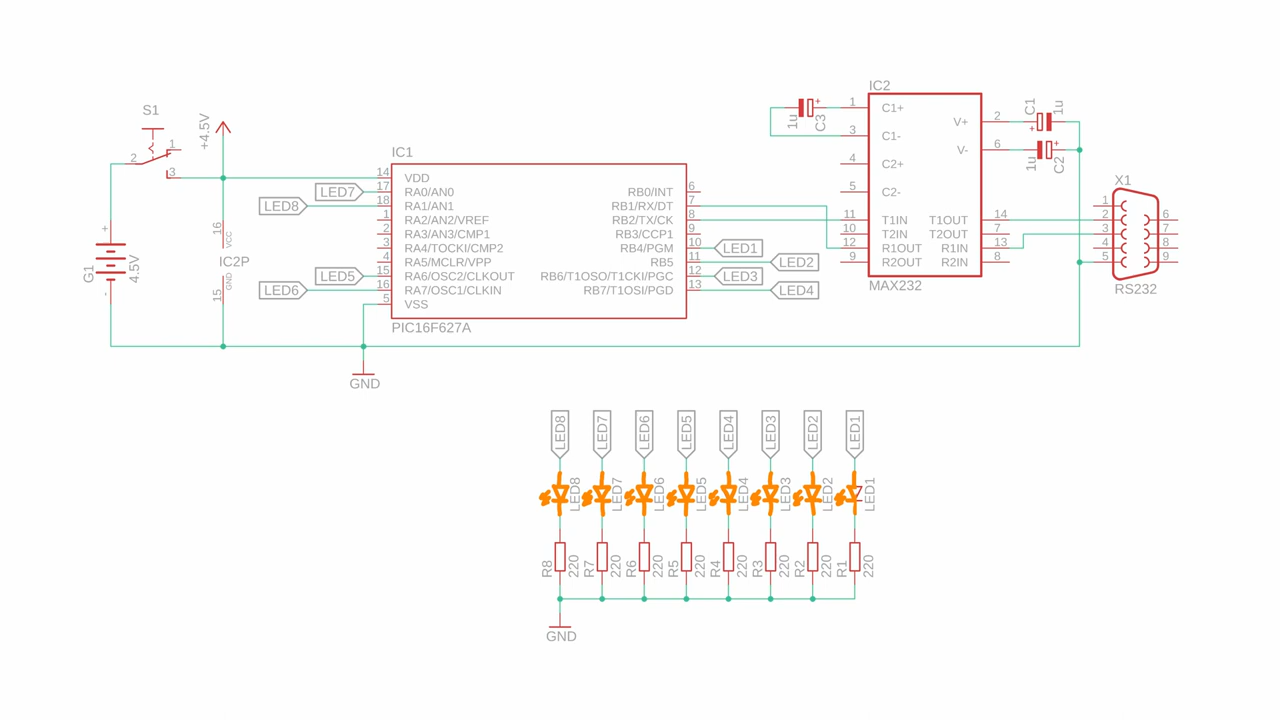 S1
2
1
3
+4.5V
16
VCC
IC2P
GND
15
+
G1
4.5V
-
LED7
LED8
LED5
LED6
IC1
14 VDD
17 RA0/AN0
18 RA1/AN1
1 RA2/AN2/VREF
2 RA3/AN3/CMP1
3 RA4/TOCKI/CMP2
4 RA5/MCLR/VPP
15 RA6/OSC2/CLKOUT
16 RA7/OSC1/CLKIN
5 VSS
RB0/INT 6
RB1/RX/DT 7
RB2/TX/CK 8
RB3/CCP1 9
RB4/PGM 10
RB5 11
RB6/T1OSO/T1CKI/PGC 12
RB7/T1OSI/PGD 13
PIC16F627A
GND
LED1
LED2
LED3
LED4
1u
+
C3
IC2
1 C1+
3 C1-
4 C2+
5 C2-
11 T1IN
10 T2IN
12 R1OUT
9 R2OUT
V+ 2
V- 6
T1OUT 14
T2OUT 7
R1IN 13
R2IN 8
MAX232
C1
1u
+
1u
+
C2
X1
1
2
3
4
5
6
7
8
9
RS232
LED8 LED7 LED6 LED5 LED4 LED3 LED2 LED1
LED8 LED7 LED6 LED5 LED4 LED3 LED2 LED1
R8 220 R7 220 R6 220 R5 220 R4 220 R3 220 R2 220 R1 220
GND